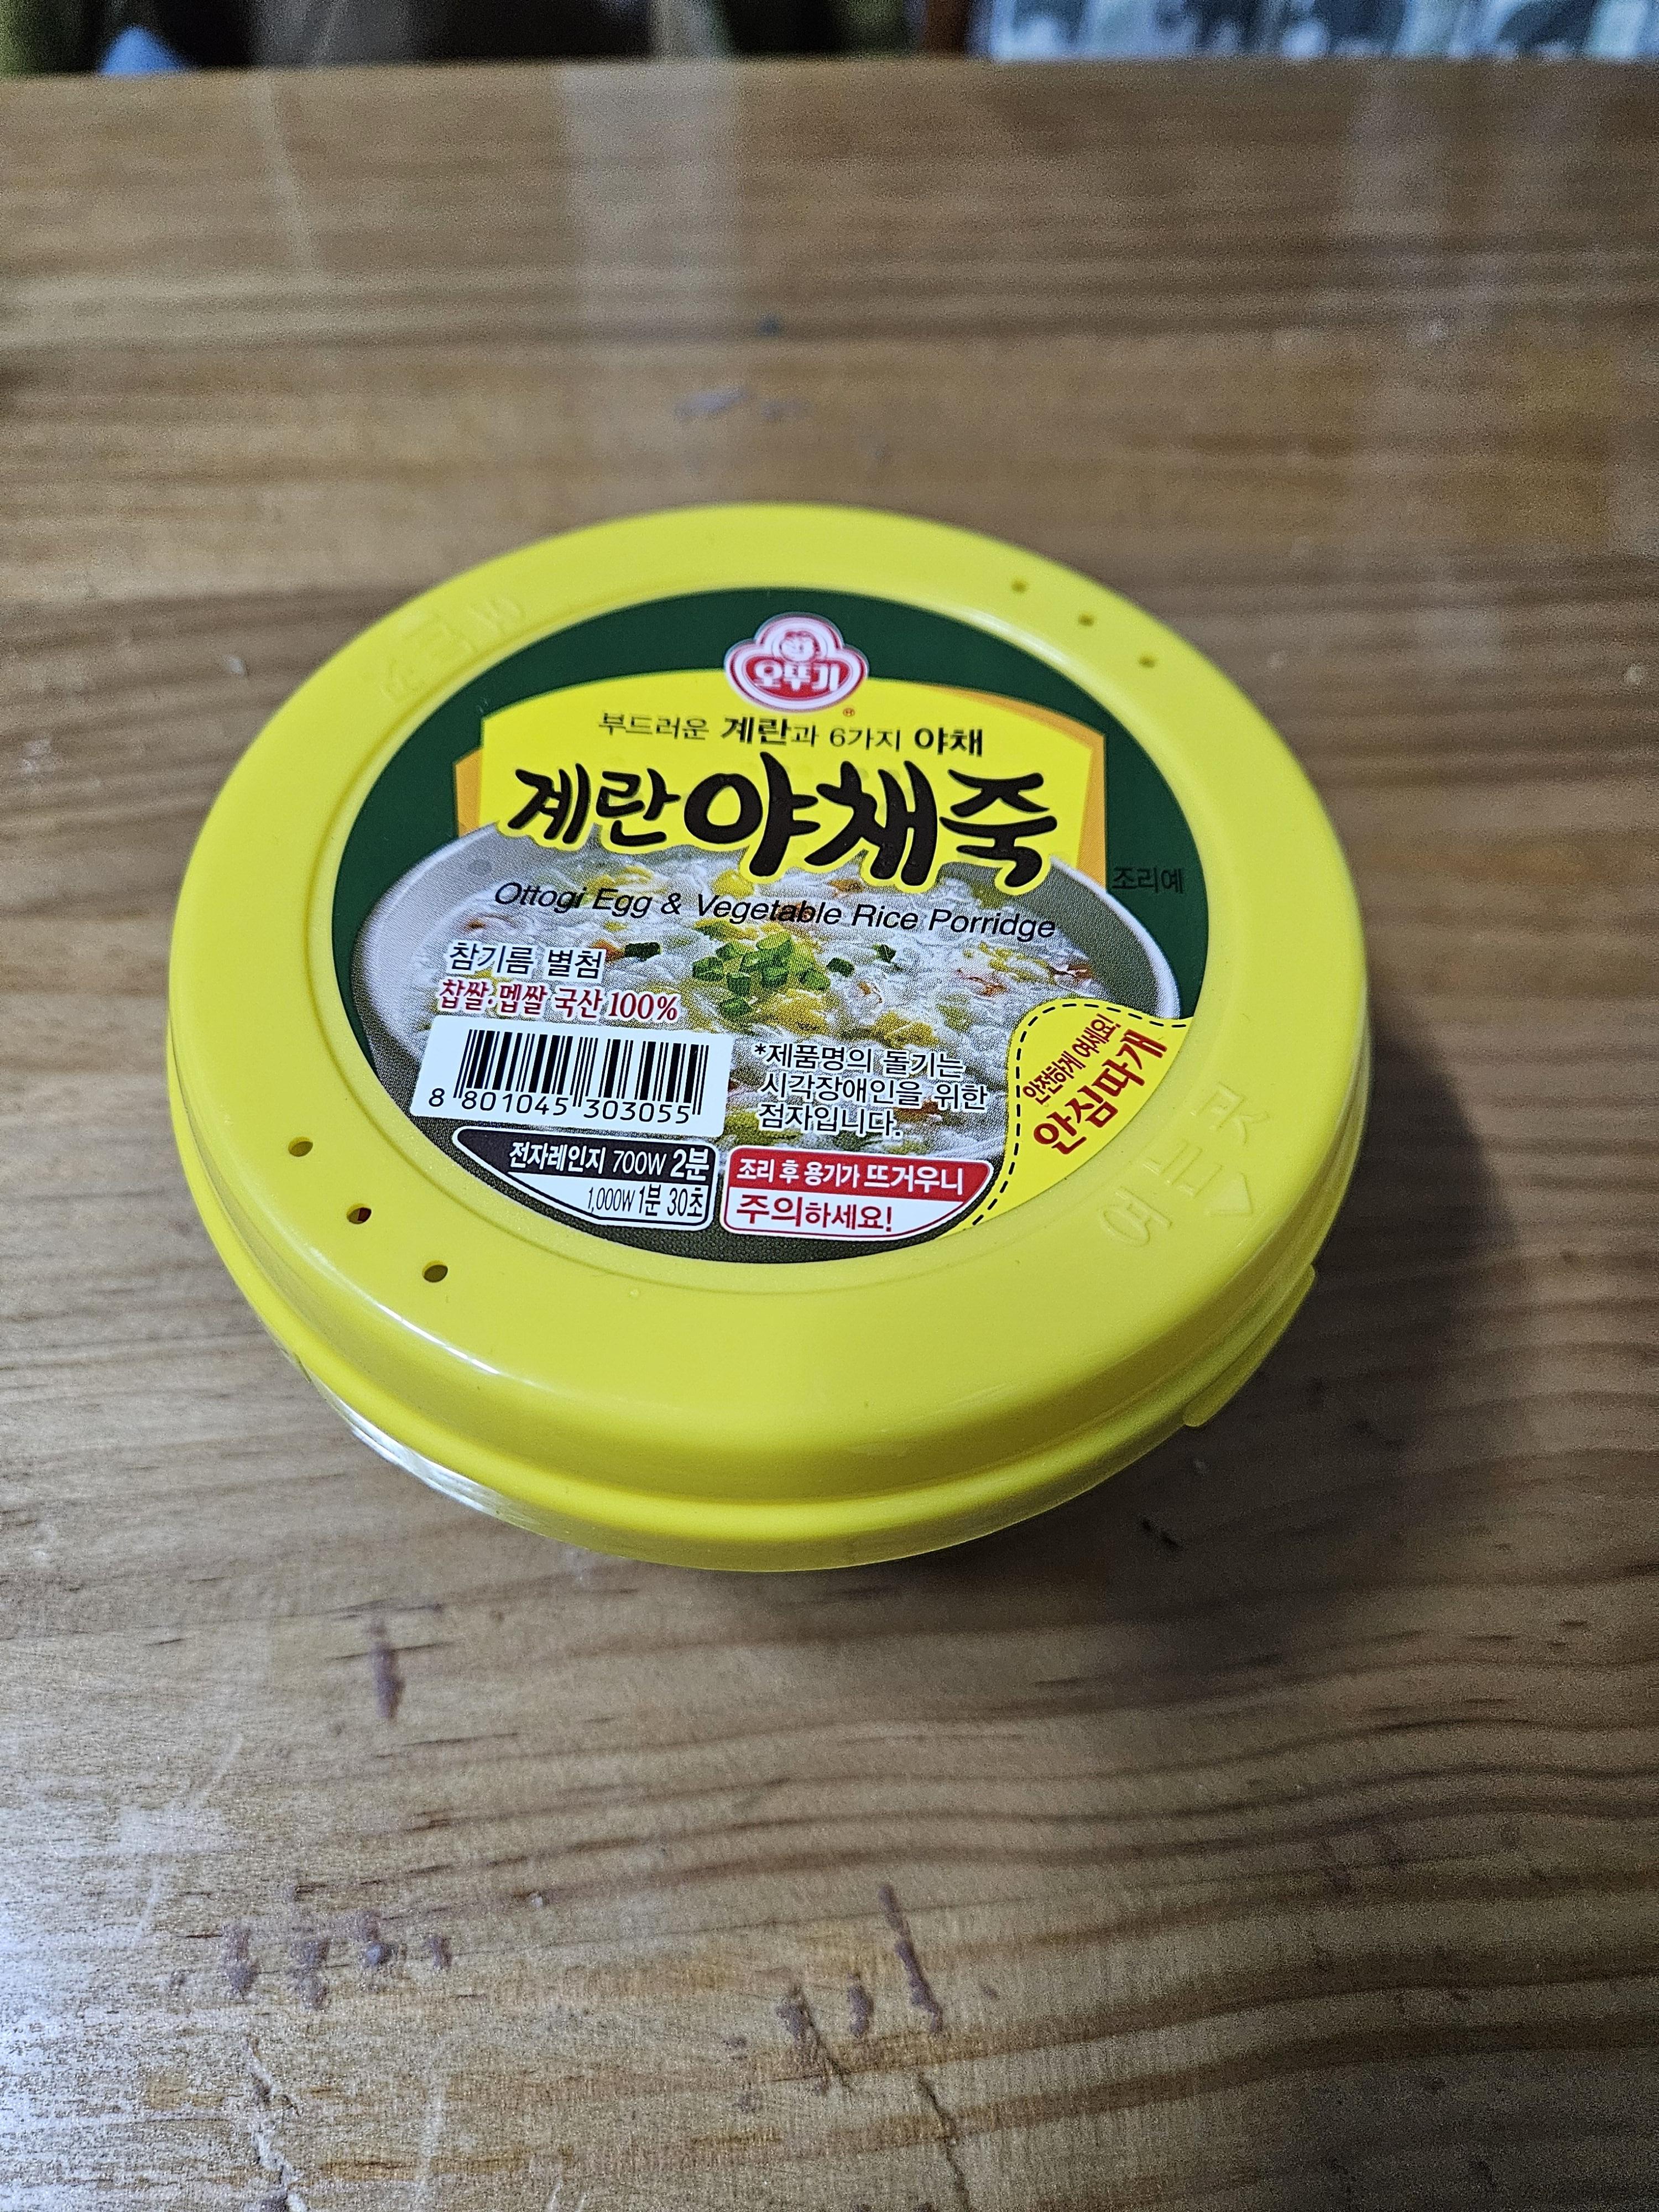 오뚜기
부드러운 계란과 6가지 야채
계란야채죽
조리예
Ottogi Egg & Vegetable Rice Porridge
참기름 별첨
찹쌀·멥쌀 국산 100%
8 801045 303055
*제품명의 돌기는
시각장애인을 위한
점자입니다.
안전하게 여세요!
안심따개
여는곳
전자레인지 700W 2분
1,000W 1분 30초
조리 후 용기가 뜨거우니
주의하세요!